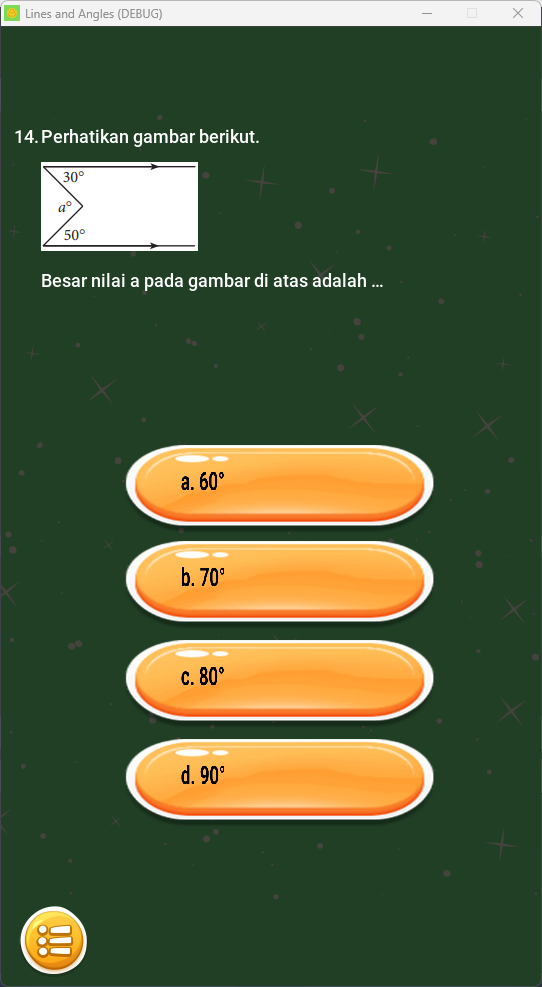 Lines and Angles (DEBUG)
14. Perhatikan gambar berikut.
30°
a°
50°
Besar nilai a pada gambar di atas adalah ...
a. 60°
b. 70°
c. 80°
d. 90°